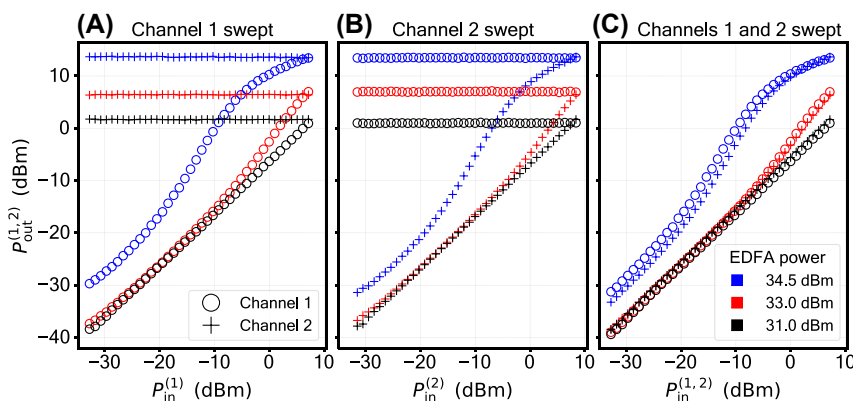 (A) Channel 1 swept
(B) Channel 2 swept
(C) Channels 1 and 2 swept
P_out^(1,2) (dBm)
10
0
−10
−20
−30
−40
Channel 1
Channel 2
EDFA power
34.5 dBm
33.0 dBm
31.0 dBm
−30 −20 −10 0 10
−30 −20 −10 0 10
−30 −20 −10 0 10
P_in^(1) (dBm)
P_in^(2) (dBm)
P_in^(1,2) (dBm)